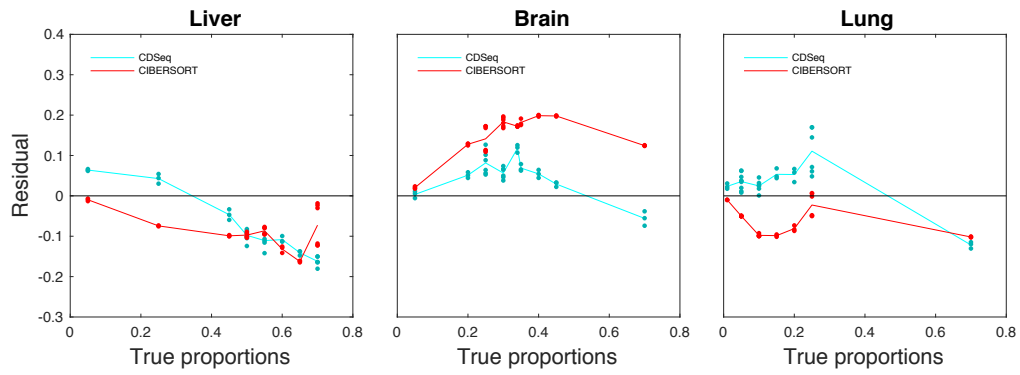 Liver
Brain
Lung
Residual
0.4
0.3
0.2
0.1
0
-0.1
-0.2
-0.3
CDSeq
CIBERSORT
CDSeq
CIBERSORT
CDSeq
CIBERSORT
0 0.2 0.4 0.6 0.8
0 0.2 0.4 0.6 0.8
0 0.2 0.4 0.6 0.8
True proportions
True proportions
True proportions